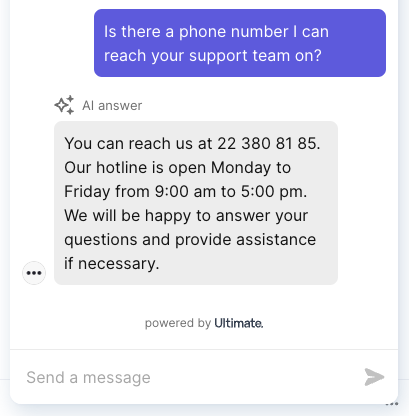 Is there a phone number I can
reach your support team on?
AI answer
You can reach us at 22 380 81 85.
Our hotline is open Monday to
Friday from 9:00 am to 5:00 pm.
We will be happy to answer your
questions and provide assistance
if necessary.
powered by Ultimate.
Send a message